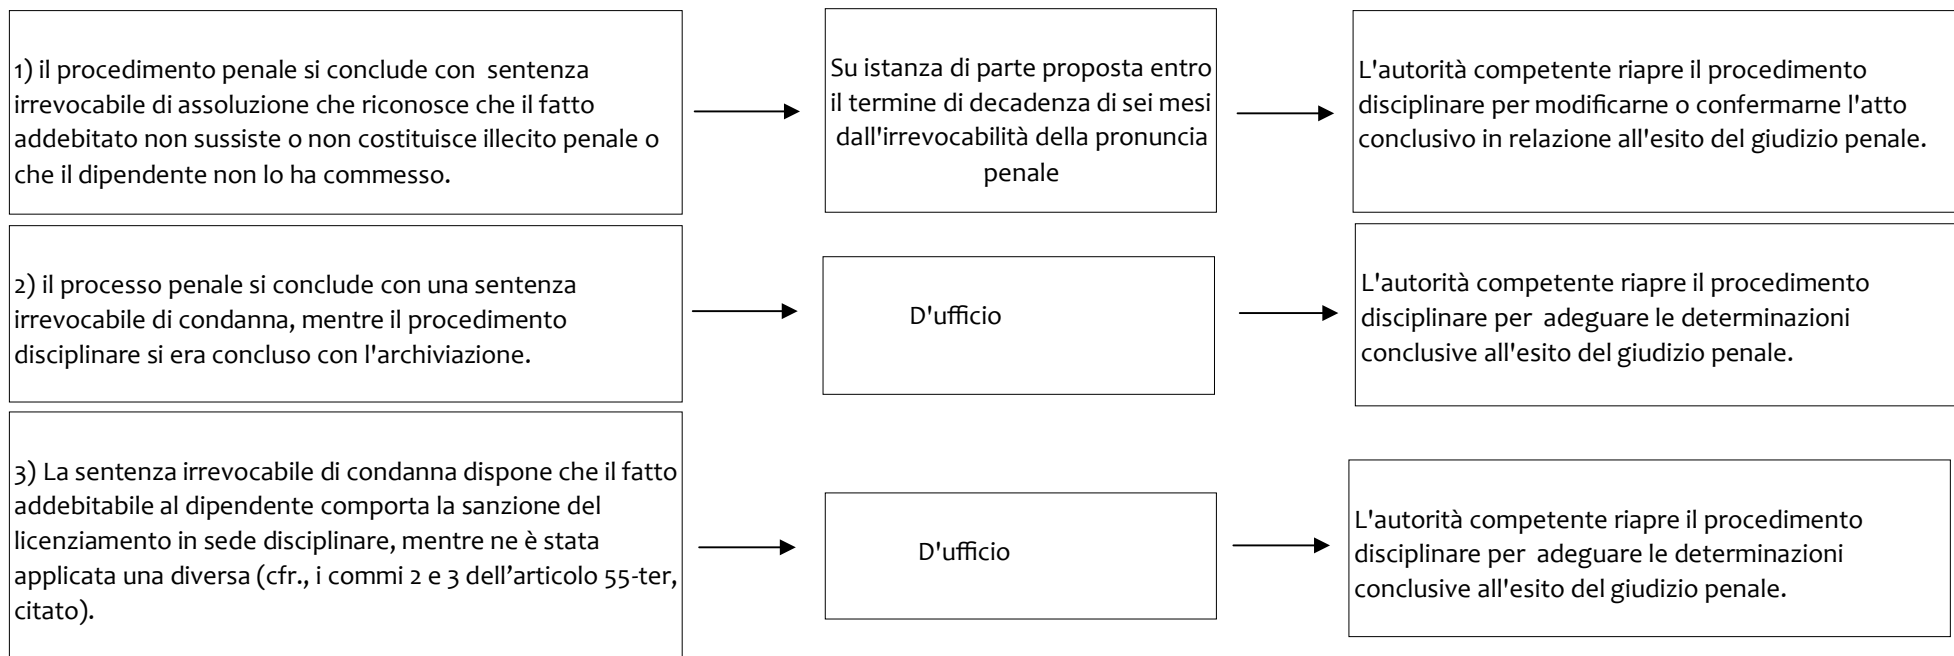 1) il procedimento penale si conclude con sentenza
irrevocabile di assoluzione che riconosce che il fatto
addebitato non sussiste o non costituisce illecito penale o
che il dipendente non lo ha commesso.
Su istanza di parte proposta entro
il termine di decadenza di sei mesi
dall'irrevocabilità della pronuncia
penale
L'autorità competente riapre il procedimento
disciplinare per modificarne o confermarne l'atto
conclusivo in relazione all'esito del giudizio penale.
2) il processo penale si conclude con una sentenza
irrevocabile di condanna, mentre il procedimento
disciplinare si era concluso con l'archiviazione.
D'ufficio
L'autorità competente riapre il procedimento
disciplinare per adeguare le determinazioni
conclusive all'esito del giudizio penale.
3) La sentenza irrevocabile di condanna dispone che il fatto
addebitabile al dipendente comporta la sanzione del
licenziamento in sede disciplinare, mentre ne è stata
applicata una diversa (cfr., i commi 2 e 3 dell’articolo 55-ter,
citato).
D'ufficio
L'autorità competente riapre il procedimento
disciplinare per adeguare le determinazioni
conclusive all'esito del giudizio penale.